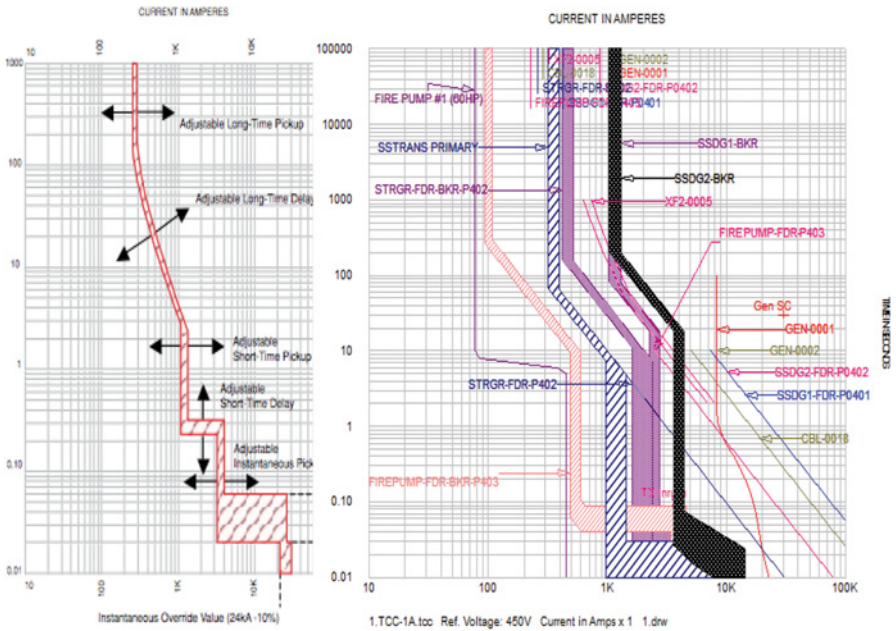 CURRENT IN AMPERES
10 100 1K 10K
1000
100
10
1
0.10
0.01
Adjustable Long-Time Pickup
Adjustable Long-Time Delay
Adjustable
Short-Time Pickup
Adjustable
Short-Time Delay
Adjustable
Instantaneous Pick
10 100 1K 10K
Instantaneous Override Value (24kA -10%)
CURRENT IN AMPERES
100000
10000
1000
100
10
1
0.10
0.01
XF2-0005 GEN-0002
CBL-0018 GEN-0001
FIRE PUMP #1 (60HP)
SSTRANS PRIMARY
STRGR-FDR-BKR-P402
SSDG1-BKR
SSDG2-BKR
XF2-0005
FIREPUMP-FDR-P403
Gen SC
GEN-0001
GEN-0002
SSDG2-FDR-P0402
SSDG1-FDR-P0401
STRGR-FDR-P402
CBL-0018
FIREPUMP-FDR-BKR-P403
TIME IN SECONDS
10 100 1K 10K 100K
1.TCC-1A.tcc Ref. Voltage: 450V Current in Amps x 1 1.drw